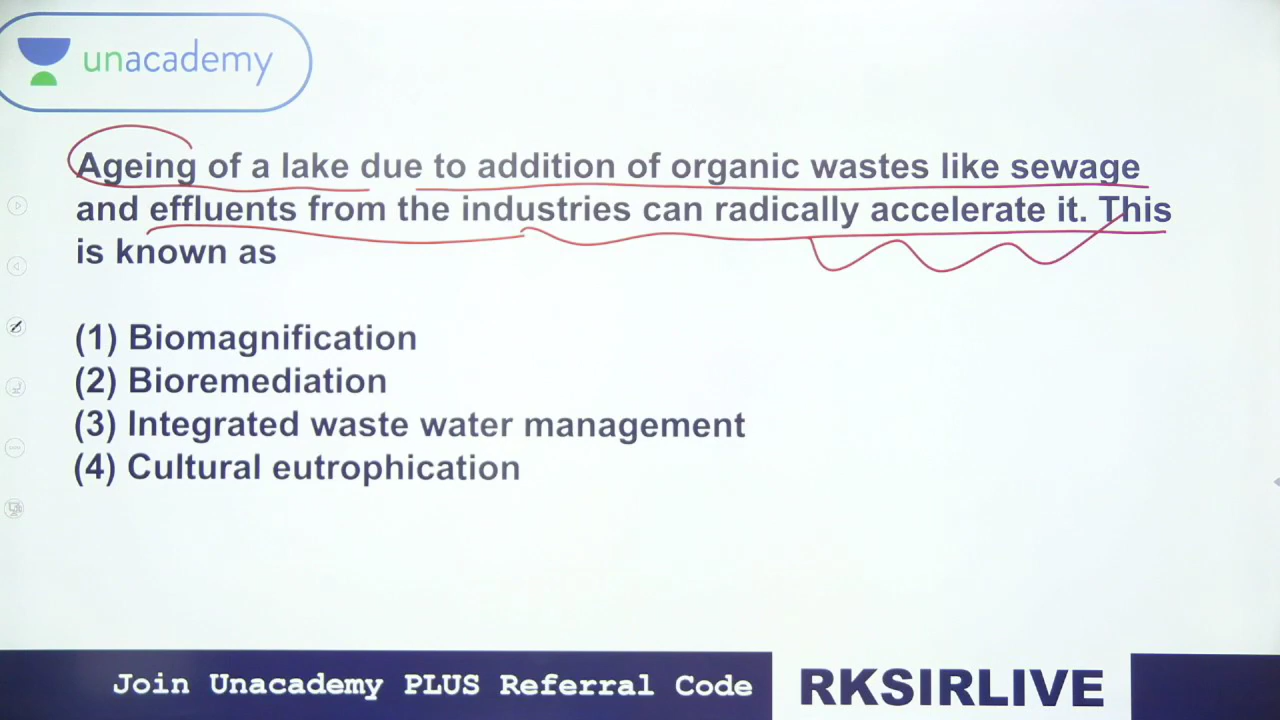 unacademy
Ageing of a lake due to addition of organic wastes like sewage
and effluents from the industries can radically accelerate it. This
is known as
(1) Biomagnification
(2) Bioremediation
(3) Integrated waste water management
(4) Cultural eutrophication
Join Unacademy PLUS Referral Code
RKSIRLIVE